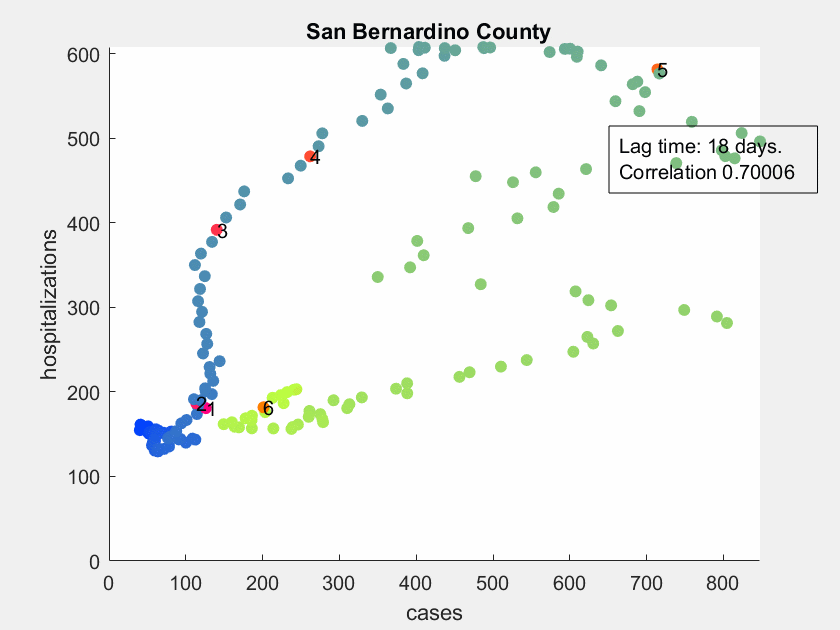 San Bernardino County
600
500
400
300
200
100
0
hospitalizations
5
Lag time: 18 days.
Correlation 0.70006
4
3
2
1
6
0 100 200 300 400 500 600 700 800
cases